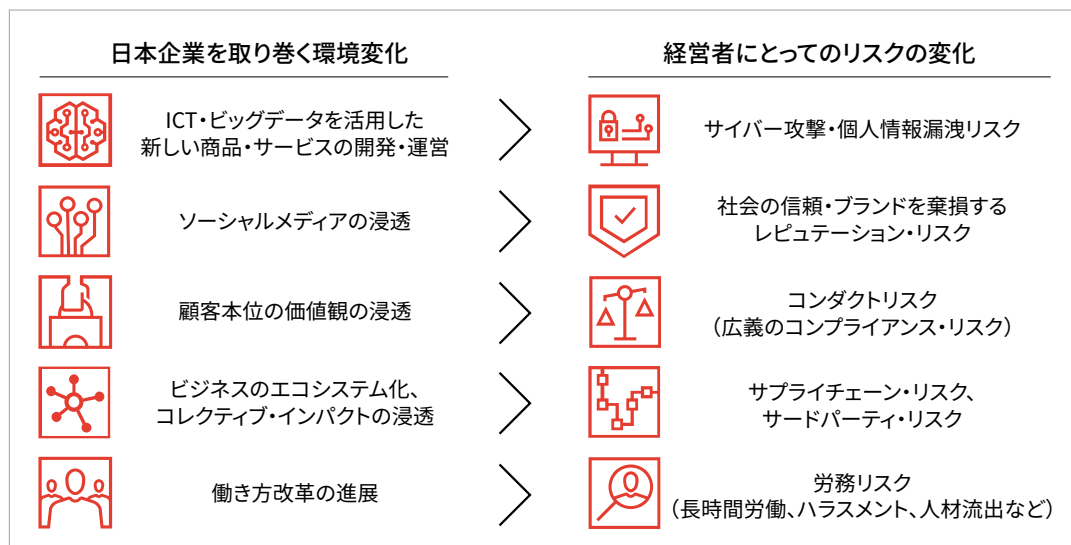 日本企業を取り巻く環境変化
経営者にとってのリスクの変化
ICT・ビッグデータを活用した
新しい商品・サービスの開発・運営
サイバー攻撃・個人情報漏洩リスク
ソーシャルメディアの浸透
社会の信頼・ブランドを棄損する
レピュテーション・リスク
顧客本位の価値観の浸透
コンダクトリスク
（広義のコンプライアンス・リスク）
ビジネスのエコシステム化、
コレクティブ・インパクトの浸透
サプライチェーン・リスク、
サードパーティ・リスク
働き方改革の進展
労務リスク
（長時間労働、ハラスメント、人材流出など）